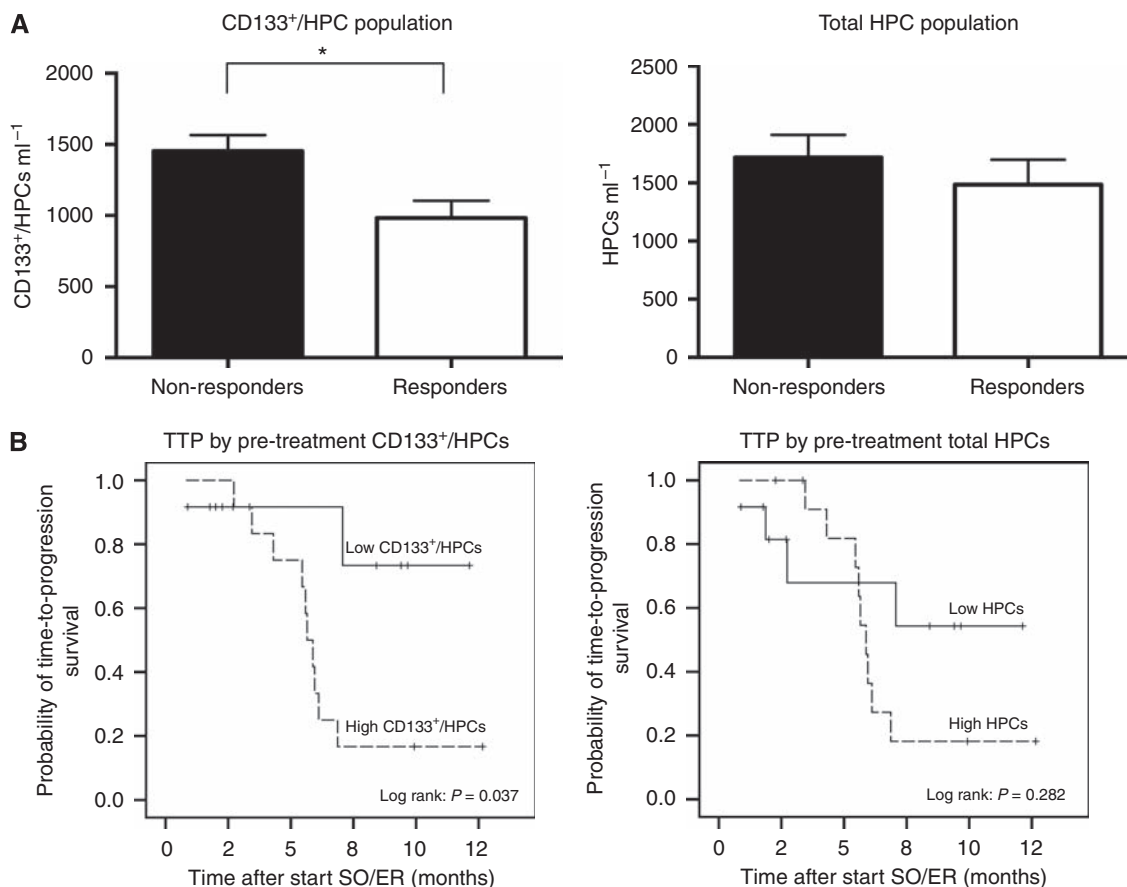 A
CD133⁺/HPC population
*
CD133⁺/HPCs ml⁻¹
2000
1500
1000
500
0
Non-responders
Responders
Total HPC population
HPCs ml⁻¹
2500
2000
1500
1000
500
0
Non-responders
Responders
B
TTP by pre-treatment CD133⁺/HPCs
Probability of time-to-progression
survival
1.0
0.8
0.6
0.4
0.2
0.0
Low CD133⁺/HPCs
High CD133⁺/HPCs
Log rank: P = 0.037
0 2 5 8 10 12
Time after start SO/ER (months)
TTP by pre-treatment total HPCs
Probability of time-to-progression
survival
1.0
0.8
0.6
0.4
0.2
0.0
Low HPCs
High HPCs
Log rank: P = 0.282
0 2 5 8 10 12
Time after start SO/ER (months)